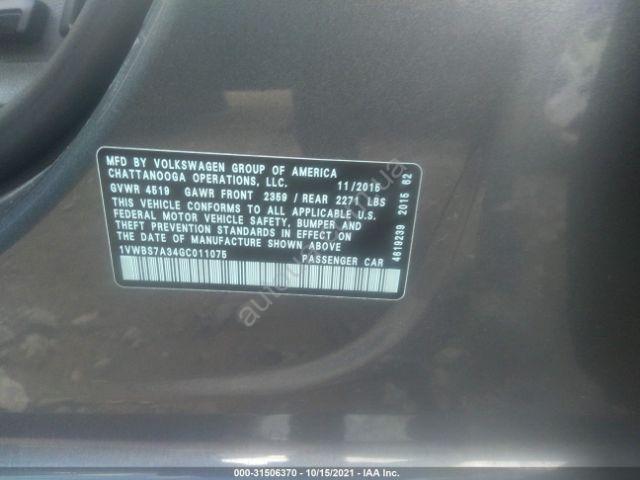 MFD BY VOLKSWAGEN GROUP OF AMERICA
CHATTANOOGA OPERATIONS, LLC. 11/2015
GVWR 4519 GAWR FRONT 2359 / REAR 2271 LBS
THIS VEHICLE CONFORMS TO ALL APPLICABLE U.S.
FEDERAL MOTOR VEHICLE SAFETY, BUMPER AND
THEFT PREVENTION STANDARDS IN EFFECT ON
THE DATE OF MANUFACTURE SHOWN ABOVE
1VWBS7A34GC011075 PASSENGER CAR
4619239 2015 62
000-31506370 - 10/15/2021 - IAA Inc.